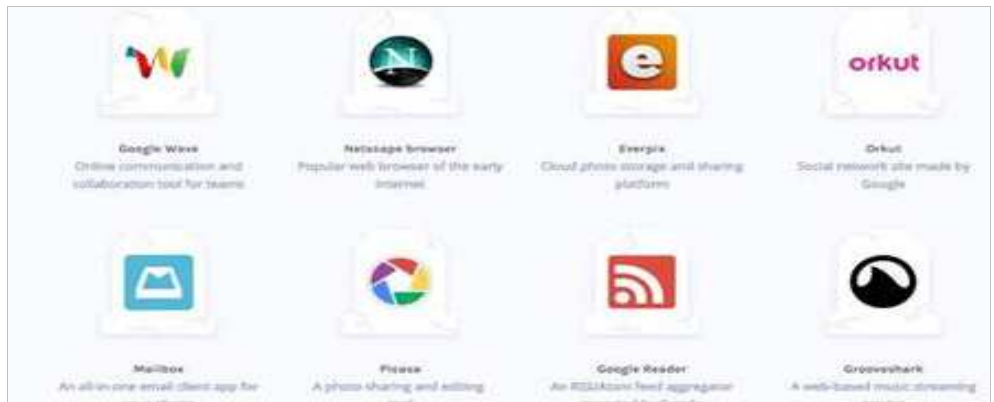 orkut
Google Wave
Online communication and
collaboration tool for teams
Netscape browser
Popular web browser of the early
internet
Everpix
Cloud photo storage and sharing
platform
Orkut
Social network site made by
Google
Mailbox
An all-in-one email client app for
Picasa
A photo sharing and editing
Google Reader
An RSS/Atom feed aggregator
Grooveshark
A web-based music streaming